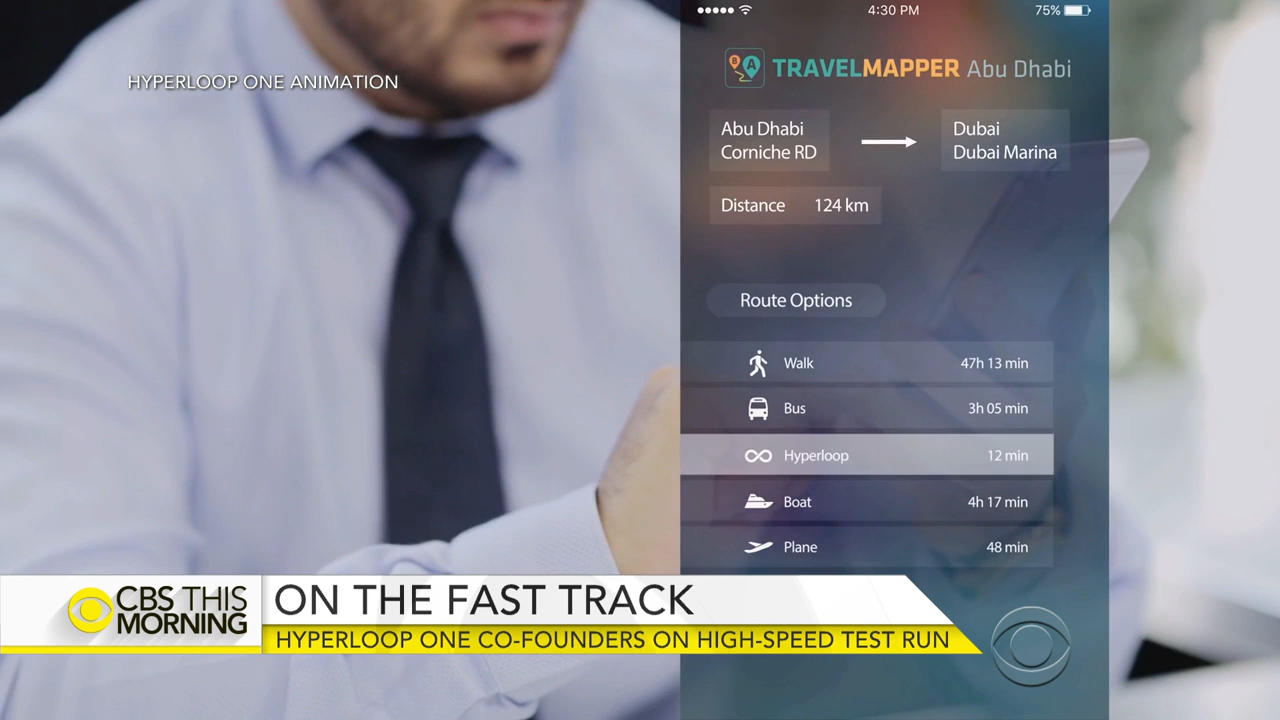 4:30 PM
75%
HYPERLOOP ONE ANIMATION
B A
TRAVELMAPPER Abu Dhabi
Abu Dhabi
Corniche RD
Dubai
Dubai Marina
Distance 124 km
Route Options
Walk 47h 13 min
Bus 3h 05 min
Hyperloop 12 min
Boat 4h 17 min
Plane 48 min
CBS THIS
MORNING
ON THE FAST TRACK
HYPERLOOP ONE CO-FOUNDERS ON HIGH-SPEED TEST RUN